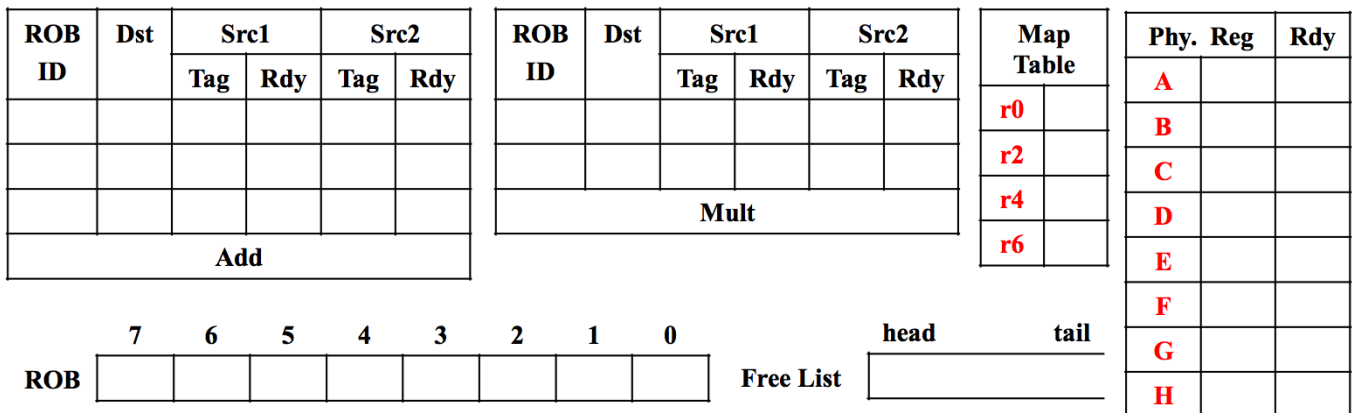 ROB ID Dst Src1 Src2
Tag Rdy Tag Rdy
Add
ROB ID Dst Src1 Src2
Tag Rdy Tag Rdy
Mult
Map
Table
r0
r2
r4
r6
Phy. Reg Rdy
A
B
C
D
E
F
G
H
7 6 5 4 3 2 1 0
ROB
head tail
Free List